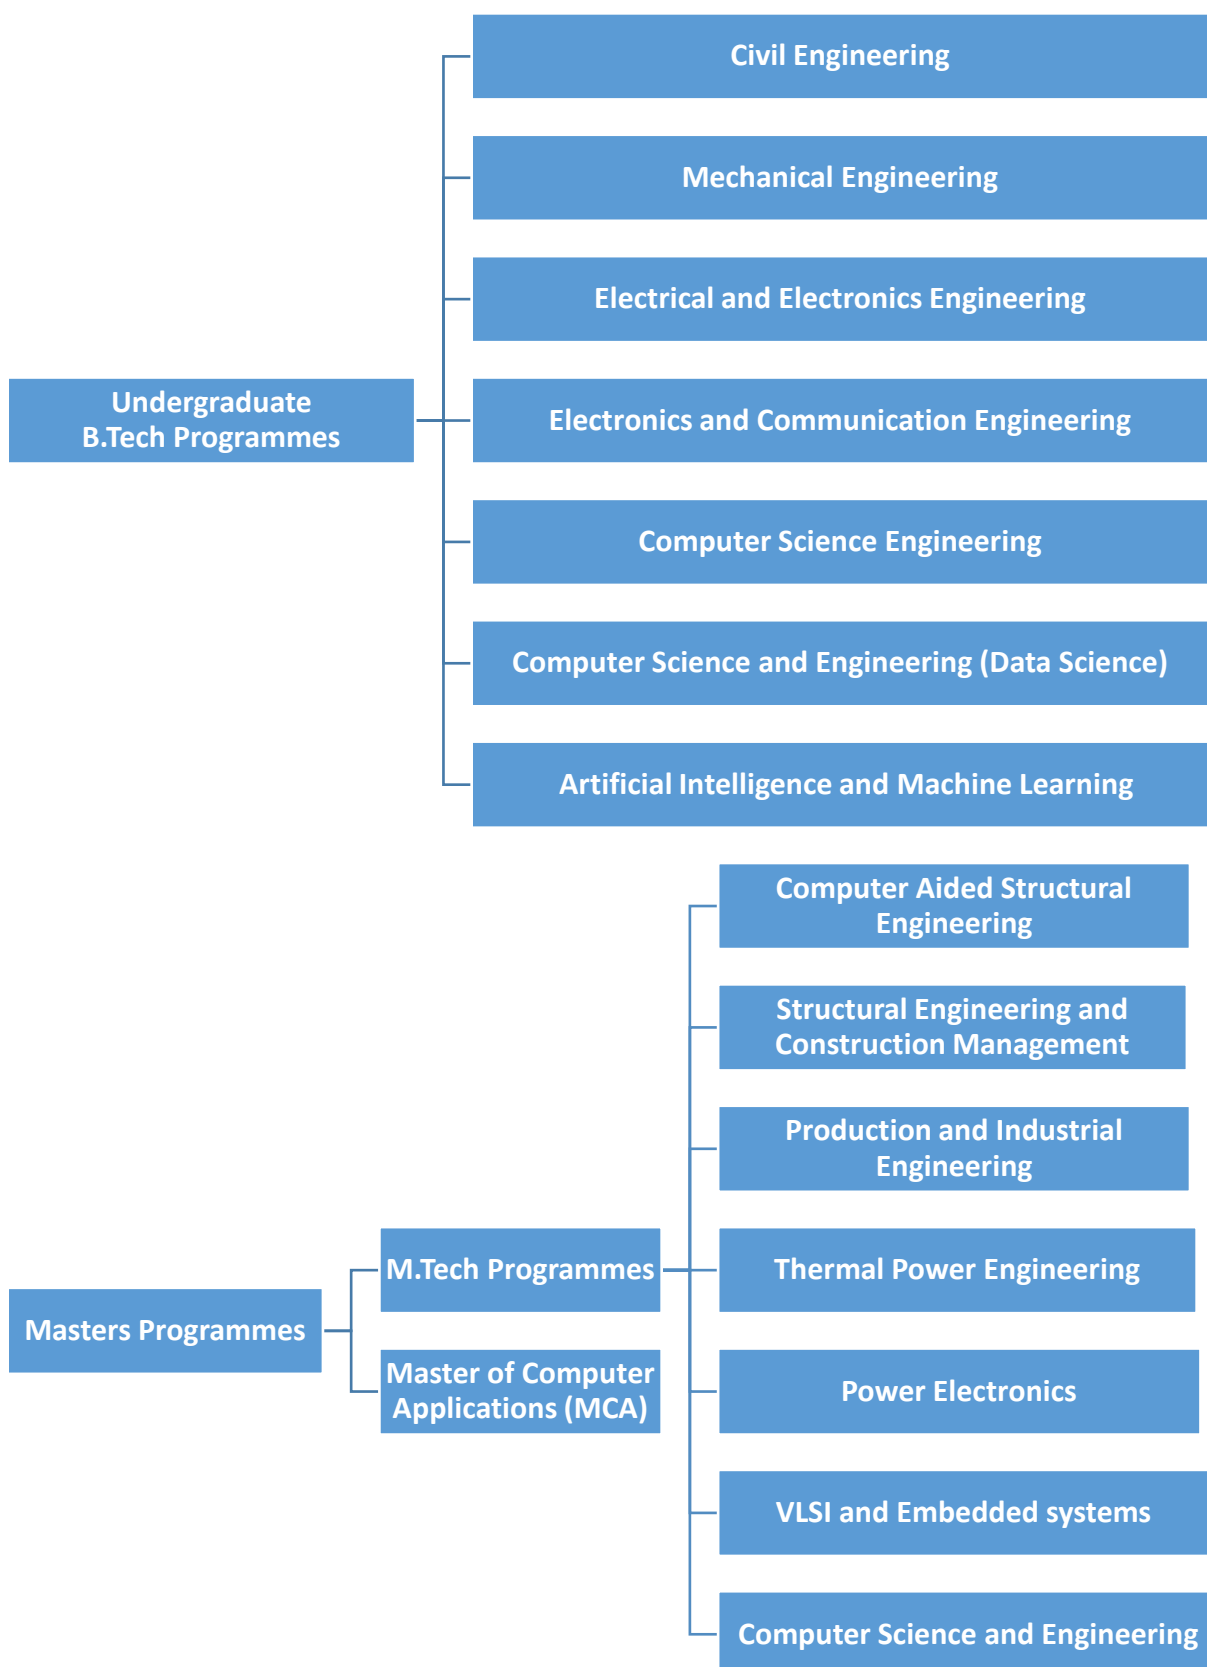 Civil Engineering
Mechanical Engineering
Electrical and Electronics Engineering
Undergraduate
B.Tech Programmes
Electronics and Communication Engineering
Computer Science Engineering
Computer Science and Engineering (Data Science)
Artificial Intelligence and Machine Learning
Masters Programmes
M.Tech Programmes
Master of Computer
Applications (MCA)
Computer Aided Structural
Engineering
Structural Engineering and
Construction Management
Production and Industrial
Engineering
Thermal Power Engineering
Power Electronics
VLSI and Embedded systems
Computer Science and Engineering